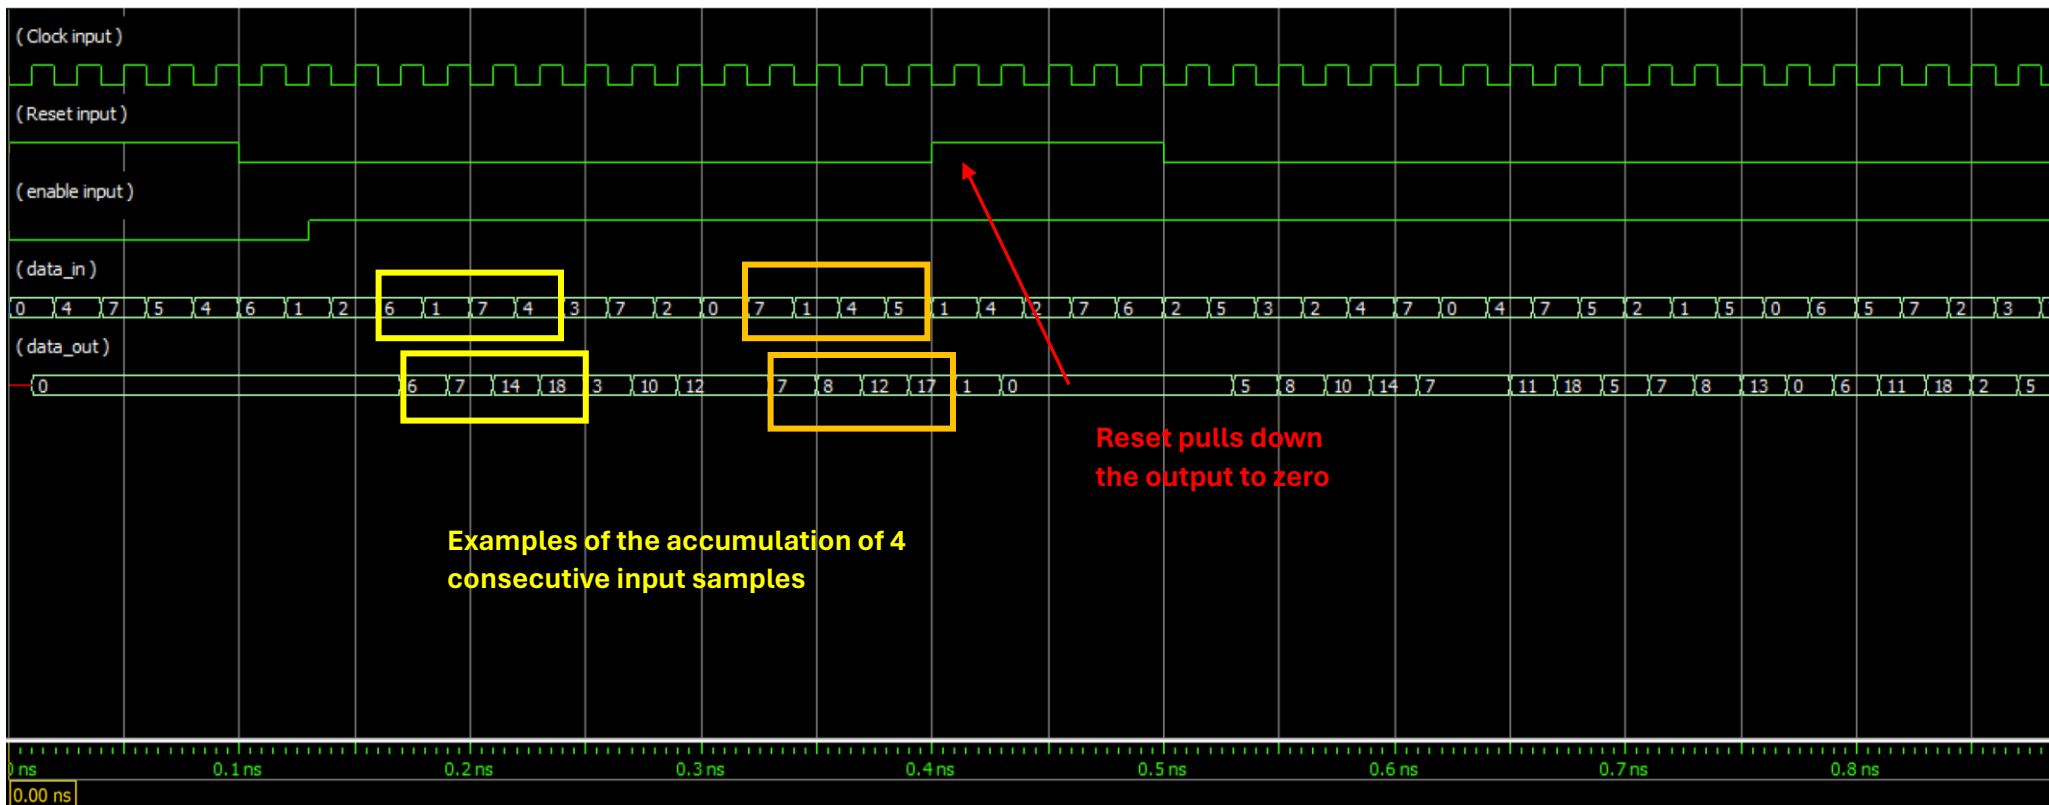 ( Clock input )
( Reset input )
( enable input )
( data_in )
0 4 7 5 4 6 1 2 6 1 7 4 3 7 2 0 7 1 4 5 1 4 2 7 6 2 5 3 2 4 7 0 4 7 5 2 1 5 0 6 5 7 2 3
( data_out )
0 6 7 14 18 3 10 12 7 8 12 17 1 0 5 8 10 14 7 11 18 5 7 8 13 0 6 11 18 2 5
Reset pulls down
the output to zero
Examples of the accumulation of 4
consecutive input samples
0 ns 0.1 ns 0.2 ns 0.3 ns 0.4 ns 0.5 ns 0.6 ns 0.7 ns 0.8 ns
0.00 ns